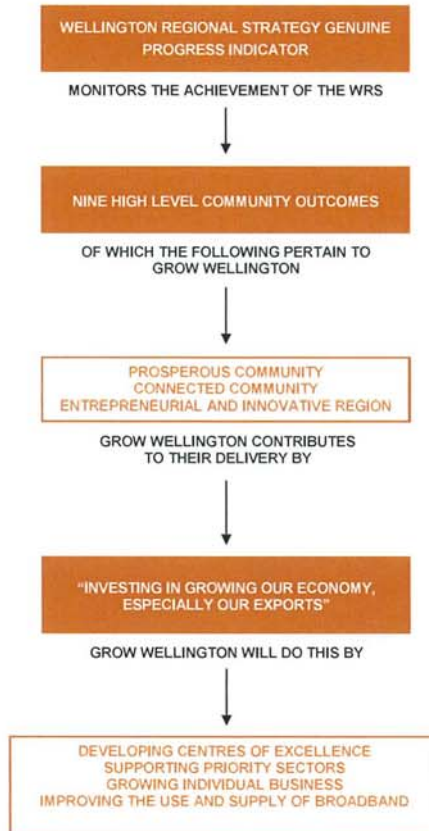 WELLINGTON REGIONAL STRATEGY GENUINE
PROGRESS INDICATOR
MONITORS THE ACHIEVEMENT OF THE WRS
NINE HIGH LEVEL COMMUNITY OUTCOMES
OF WHICH THE FOLLOWING PERTAIN TO
GROW WELLINGTON
PROSPEROUS COMMUNITY
CONNECTED COMMUNITY
ENTREPRENEURIAL AND INNOVATIVE REGION
GROW WELLINGTON CONTRIBUTES
TO THEIR DELIVERY BY
"INVESTING IN GROWING OUR ECONOMY,
ESPECIALLY OUR EXPORTS"
GROW WELLINGTON WILL DO THIS BY
DEVELOPING CENTRES OF EXCELLENCE
SUPPORTING PRIORITY SECTORS
GROWING INDIVIDUAL BUSINESS
IMPROVING THE USE AND SUPPLY OF BROADBAND